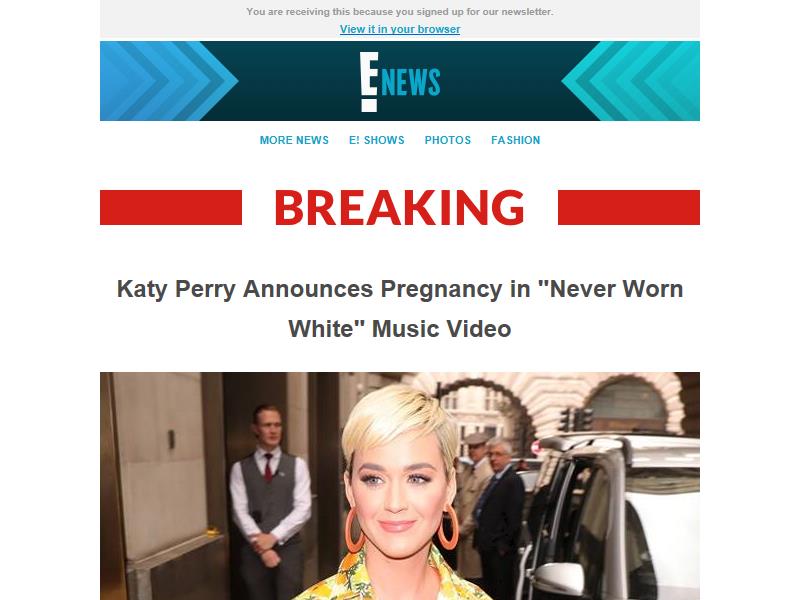 You are receiving this because you signed up for our newsletter.
View it in your browser
E! NEWS
MORE NEWS E! SHOWS PHOTOS FASHION
BREAKING
Katy Perry Announces Pregnancy in "Never Worn
White" Music Video